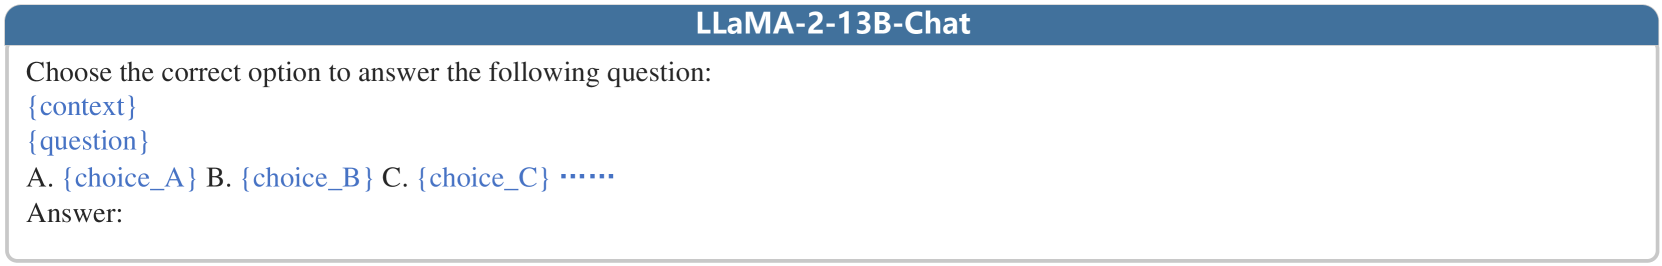 LLaMA-2-13B-Chat
Choose the correct option to answer the following question:
{context}
{question}
A. {choice_A} B. {choice_B} C. {choice_C} ⋯⋯
Answer: